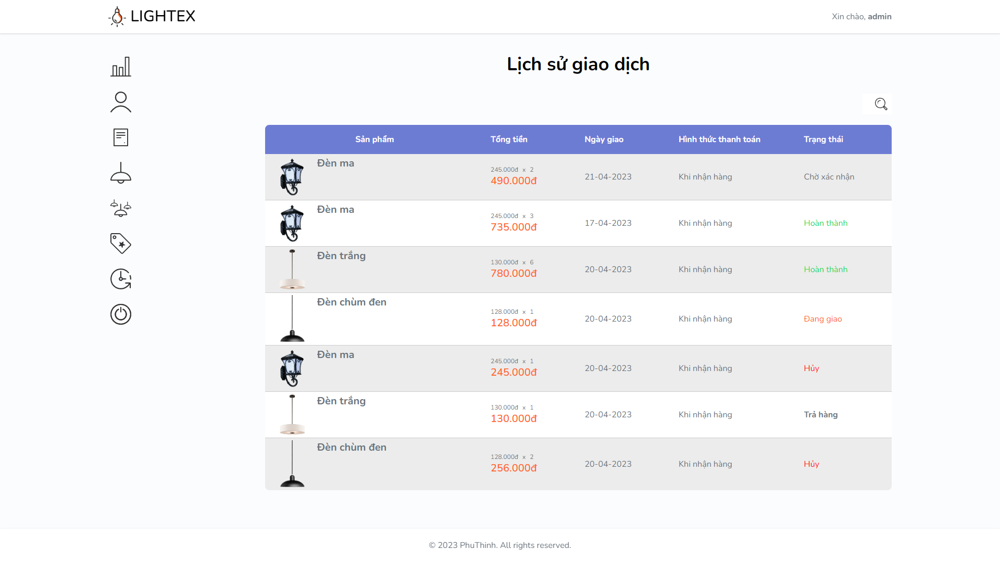 LIGHTEX
Xin chào, admin
Lịch sử giao dịch
Sản phẩm Tổng tiền Ngày giao Hình thức thanh toán Trạng thái
Đèn ma
245.000đ x 2
490.000đ 21-04-2023 Khi nhận hàng Chờ xác nhận
Đèn ma
245.000đ x 3
735.000đ 17-04-2023 Khi nhận hàng Hoàn thành
Đèn trắng
130.000đ x 6
780.000đ 20-04-2023 Khi nhận hàng Hoàn thành
Đèn chùm đen
128.000đ x 1
128.000đ 20-04-2023 Khi nhận hàng Đang giao
Đèn ma
245.000đ x 1
245.000đ 20-04-2023 Khi nhận hàng Hủy
Đèn trắng
130.000đ x 1
130.000đ 20-04-2023 Khi nhận hàng Trả hàng
Đèn chùm đen
128.000đ x 2
256.000đ 20-04-2023 Khi nhận hàng Hủy
© 2023 PhuThinh. All rights reserved.